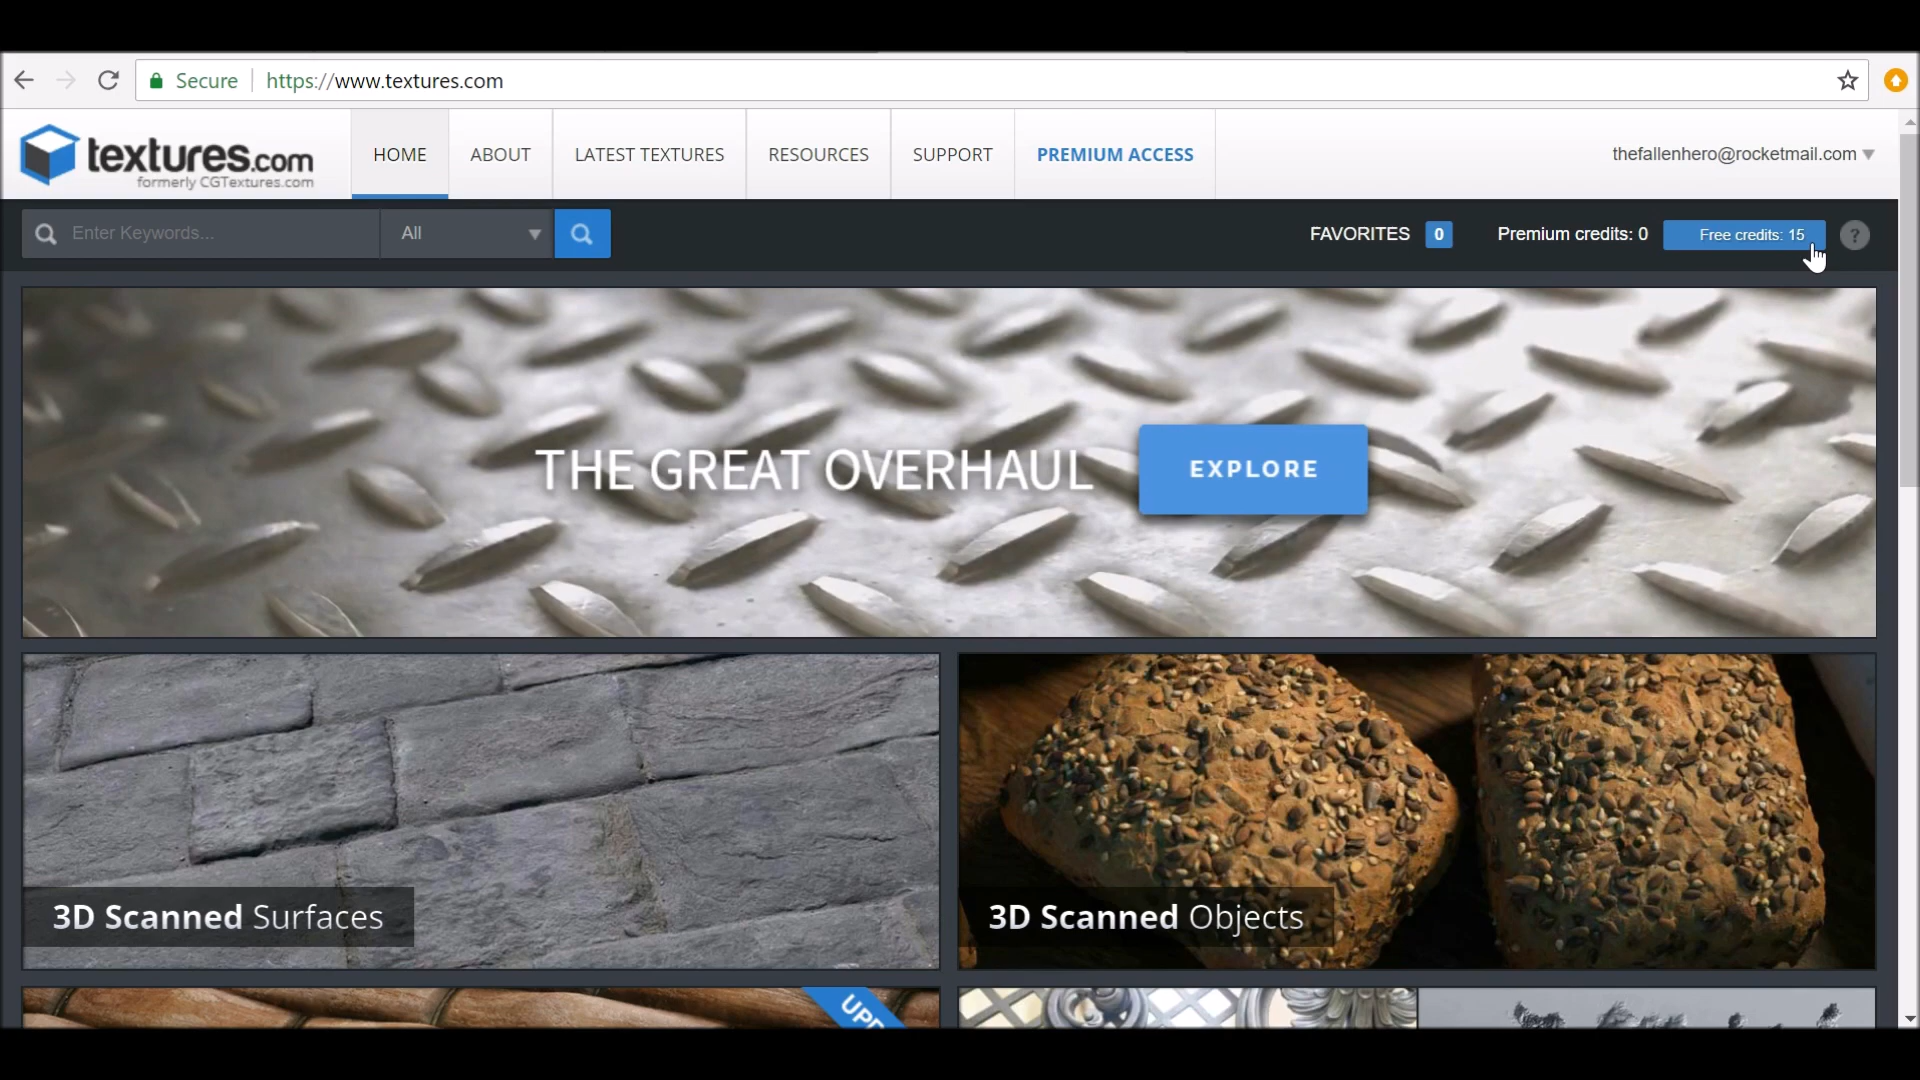 Secure https://www.textures.com
textures.com
formerly CGTextures.com
HOME ABOUT LATEST TEXTURES RESOURCES SUPPORT PREMIUM ACCESS
thefallenhero@rocketmail.com
Enter Keywords... All
FAVORITES 0 Premium credits: 0 Free credits: 15 ?
THE GREAT OVERHAUL EXPLORE
3D Scanned Surfaces
3D Scanned Objects